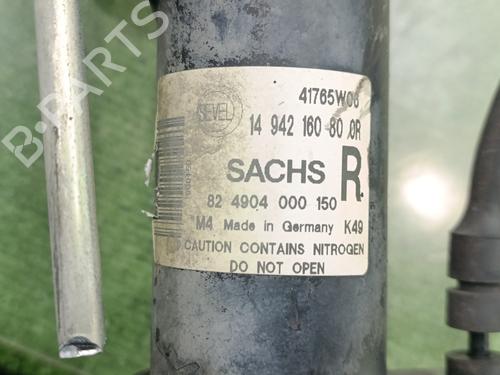 B-PARTS
41765W06
SEVEL
14 942 160 80 0R
SACHS R
82 4904 000 150
M4 Made in Germany K49
CAUTION CONTAINS NITROGEN
DO NOT OPEN